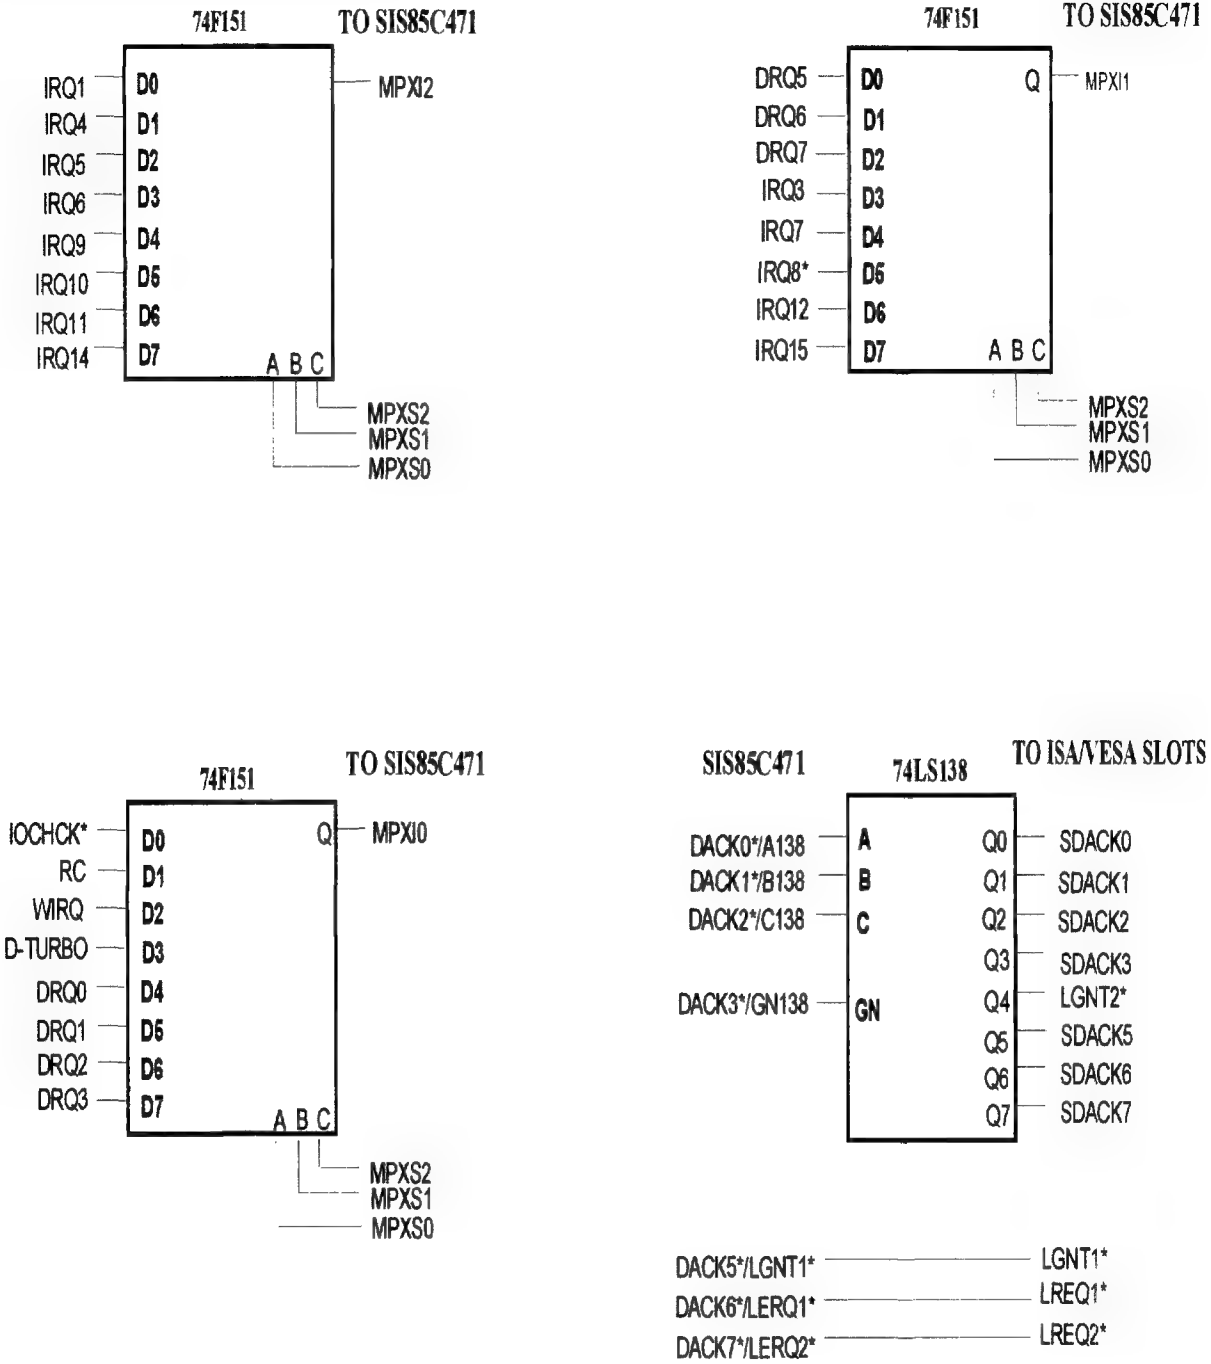 74F151
TO SIS85C471
IRQ1
D0
MPXI2
IRQ4
D1
IRQ5
D2
IRQ6
D3
IRQ9
D4
IRQ10
D5
IRQ11
D6
IRQ14
D7
A B C
MPXS2
MPXS1
MPXS0
74F151
TO SIS85C471
DRQ5
D0
Q
MPXI1
DRQ6
D1
DRQ7
D2
IRQ3
D3
IRQ7
D4
IRQ8*
D5
IRQ12
D6
IRQ15
D7
A B C
MPXS2
MPXS1
MPXS0
74F151
TO SIS85C471
IOCHCK*
D0
Q
MPXI0
RC
D1
WIRQ
D2
D-TURBO
D3
DRQ0
D4
DRQ1
D5
DRQ2
D6
DRQ3
D7
A B C
MPXS2
MPXS1
MPXS0
SIS85C471
74LS138
TO ISA/VESA SLOTS
DACK0*/A138
A
Q0
SDACK0
DACK1*/B138
B
Q1
SDACK1
DACK2*/C138
C
Q2
SDACK2
Q3
SDACK3
DACK3*/GN138
GN
Q4
LGNT2*
Q5
SDACK5
Q6
SDACK6
Q7
SDACK7
DACK5*/LGNT1*
LGNT1*
DACK6*/LERQ1*
LREQ1*
DACK7*/LERQ2*
LREQ2*